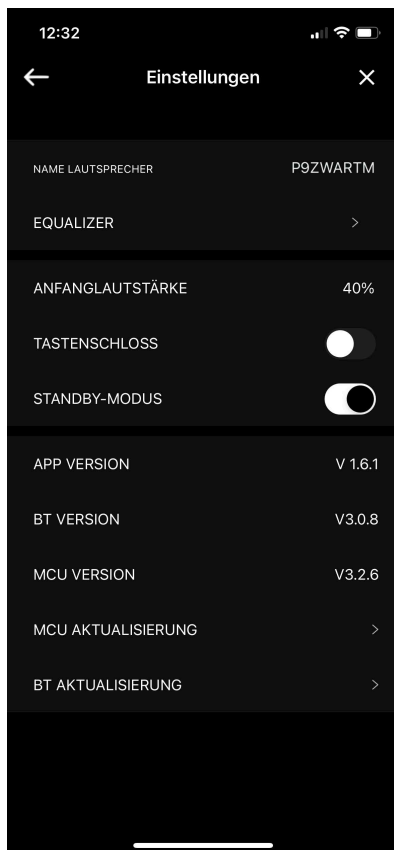 12:32
Einstellungen
NAME LAUTSPRECHER P9ZWARTM
EQUALIZER
ANFANGLAUTSTÄRKE 40%
TASTENSCHLOSS
STANDBY-MODUS
APP VERSION V 1.6.1
BT VERSION V3.0.8
MCU VERSION V3.2.6
MCU AKTUALISIERUNG
BT AKTUALISIERUNG